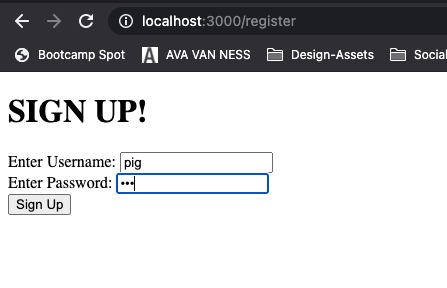 localhost:3000/register
Bootcamp Spot AVA VAN NESS Design-Assets Social
SIGN UP!
Enter Username: pig
Enter Password: •••
Sign Up